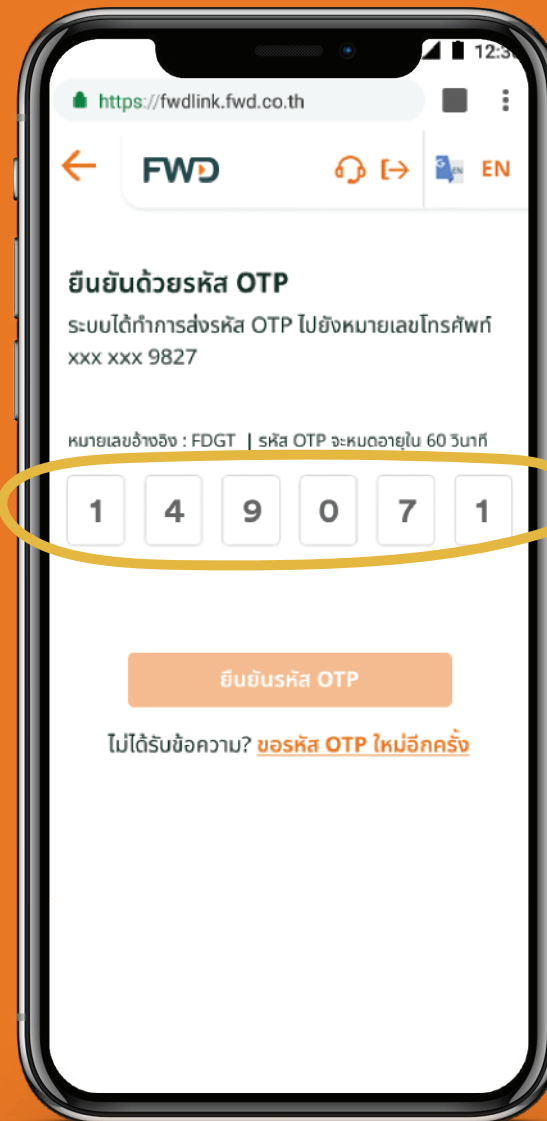 12:30
https://fwdlink.fwd.co.th
FWD EN
ยืนยันด้วยรหัส OTP
ระบบได้ทำการส่งรหัส OTP ไปยังหมายเลขโทรศัพท์
xxx xxx 9827
หมายเลขอ้างอิง : FDGT | รหัส OTP จะหมดอายุใน 60 วินาที
1 4 9 0 7 1
ยืนยันรหัส OTP
ไม่ได้รับข้อความ? ขอรหัส OTP ใหม่อีกครั้ง